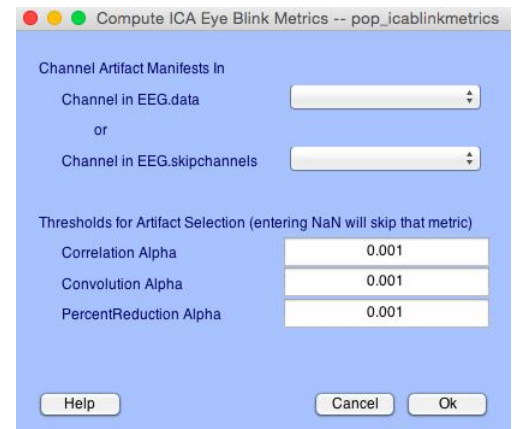 Compute ICA Eye Blink Metrics -- pop_icablinkmetrics
Channel Artifact Manifests In
Channel in EEG.data
or
Channel in EEG.skipchannels
Thresholds for Artifact Selection (entering NaN will skip that metric)
Correlation Alpha 0.001
Convolution Alpha 0.001
PercentReduction Alpha 0.001
Help Cancel Ok